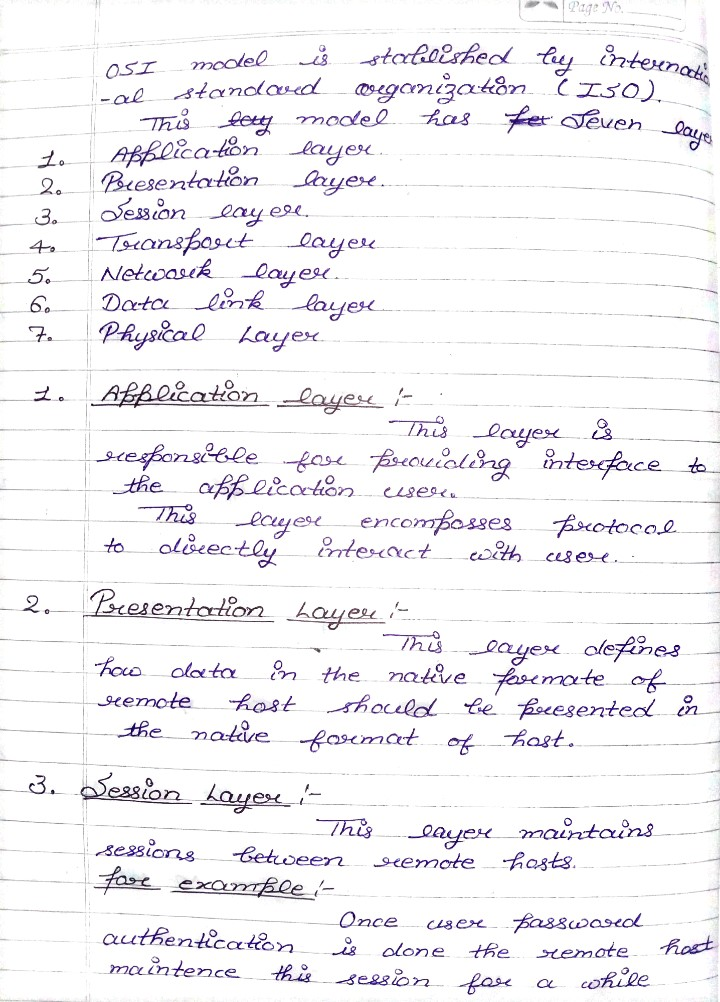 Page No.
OSI model is stablished by internatio
-al standard organization (ISO).
This lay model has for Seven laye
1. Application layer.
2. Presentation layer.
3. Session layer.
4. Transport layer
5. Network layer.
6. Data link layer
7. Physical Layer
1. Application layer :-
This layer is
responsible for providing interface to
the application user.
This layer encompasses protocol
to directly interact with user.
2. Presentation Layer :-
This layer defines
how data in the native formate of
remote host should be presented in
the native format of host.
3. Session Layer :-
This layer maintains
sessions between remote hosts.
for example :-
Once user password
authentication is done the remote host
maintence this session for a while